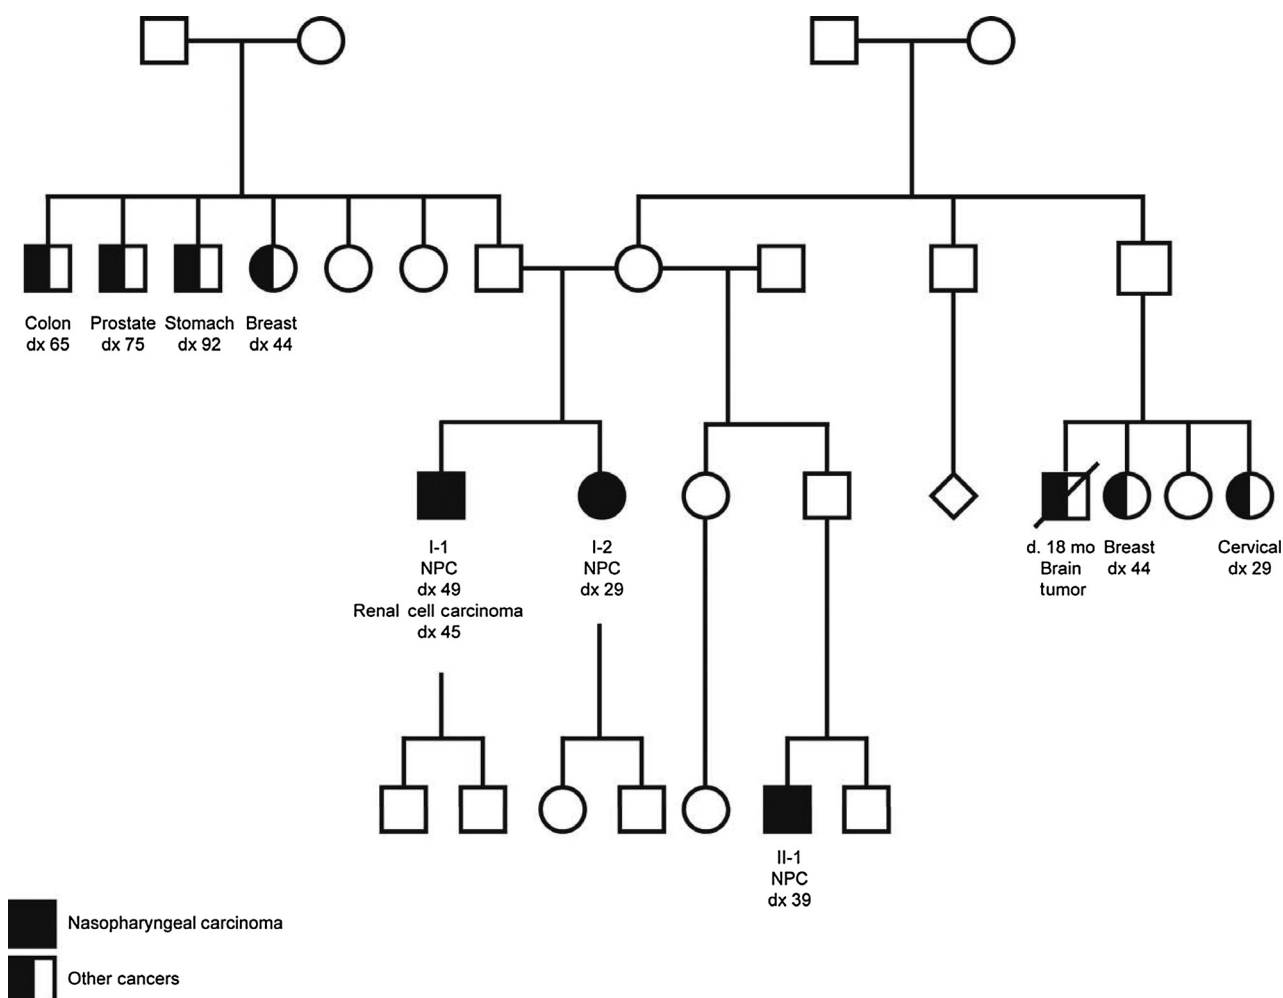 Colon
dx 65
Prostate
dx 75
Stomach
dx 92
Breast
dx 44
I-1
NPC
dx 49
Renal cell carcinoma
dx 45
I-2
NPC
dx 29
d. 18 mo
Brain
tumor
Breast
dx 44
Cervical
dx 29
II-1
NPC
dx 39
Nasopharyngeal carcinoma
Other cancers